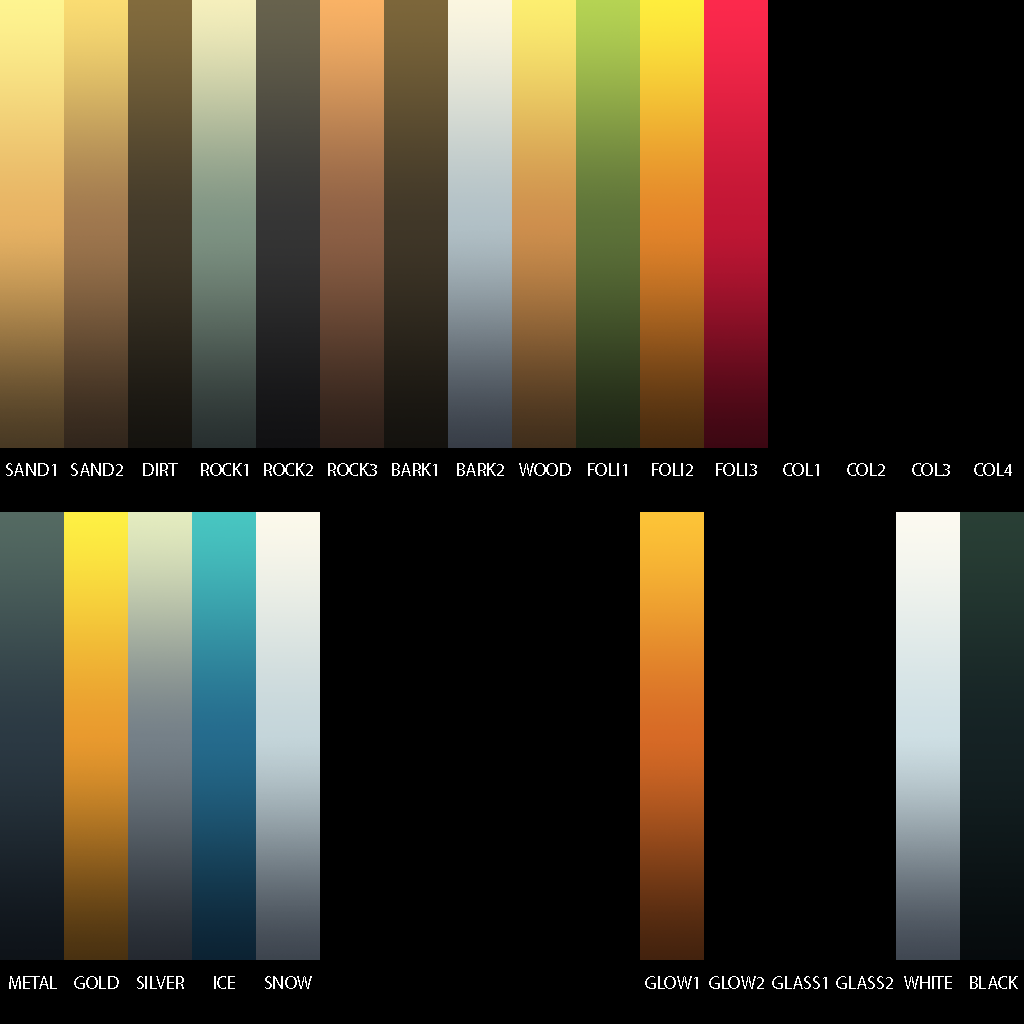 SAND1 SAND2 DIRT ROCK1 ROCK2 ROCK3 BARK1 BARK2 WOOD FOLI1 FOLI2 FOLI3 COL1 COL2 COL3 COL4
METAL GOLD SILVER ICE SNOW GLOW1 GLOW2 GLASS1 GLASS2 WHITE BLACK